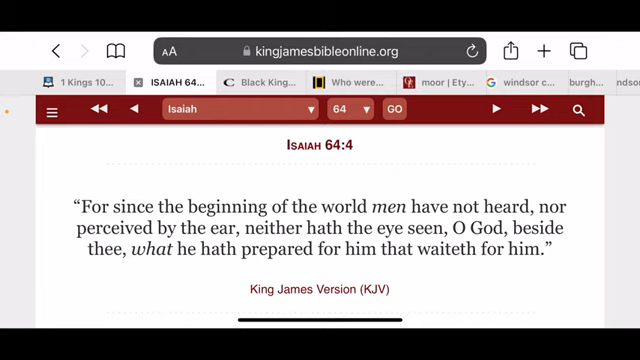 AA kingjamesbibleonline.org
1 Kings 10... ISAIAH 64... Black King... Who were... moor | Ety... windsor c... burgh... ndsor
Isaiah 64 GO
ISAIAH 64:4
“For since the beginning of the world men have not heard, nor
perceived by the ear, neither hath the eye seen, O God, beside
thee, what he hath prepared for him that waiteth for him.”
King James Version (KJV)